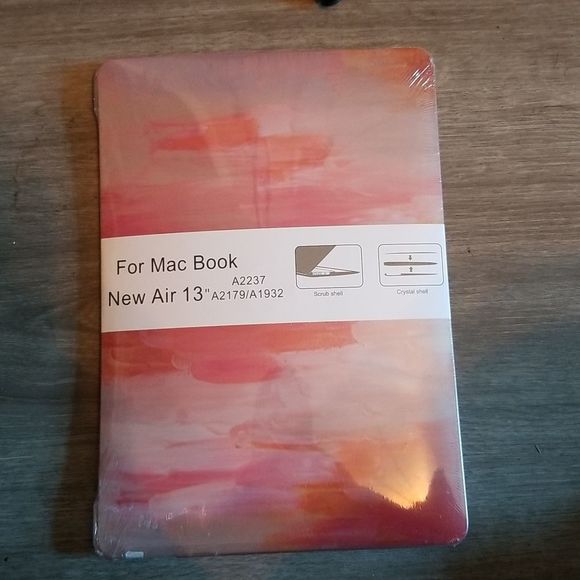 For Mac Book
A2237
New Air 13" A2179/A1932
Scrub shell
Crystal shell